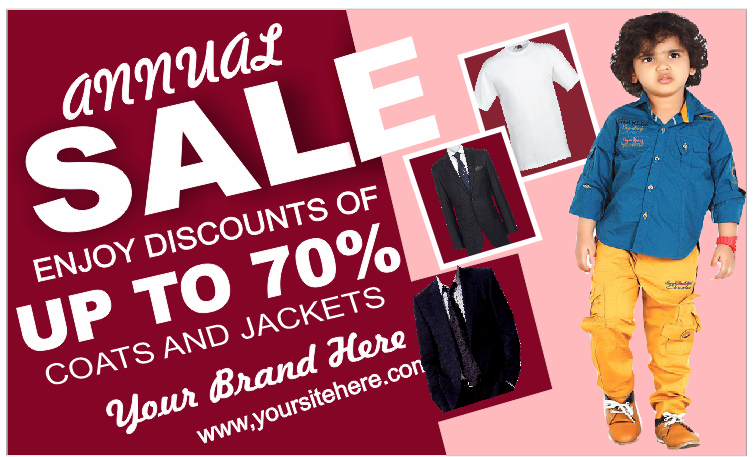 ANNUAL
SALE
ENJOY DISCOUNTS OF
UP TO 70%
COATS AND JACKETS
Your Brand Here
www,yoursitehere.com